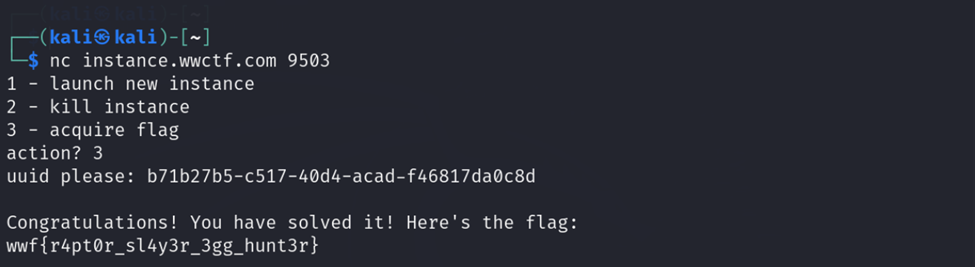 (kali㉿kali)-[~]
$ nc instance.wwctf.com 9503
1 - launch new instance
2 - kill instance
3 - acquire flag
action? 3
uuid please: b71b27b5-c517-40d4-acad-f46817da0c8d
Congratulations! You have solved it! Here's the flag:
wwf{r4pt0r_sl4y3r_3gg_hunt3r}